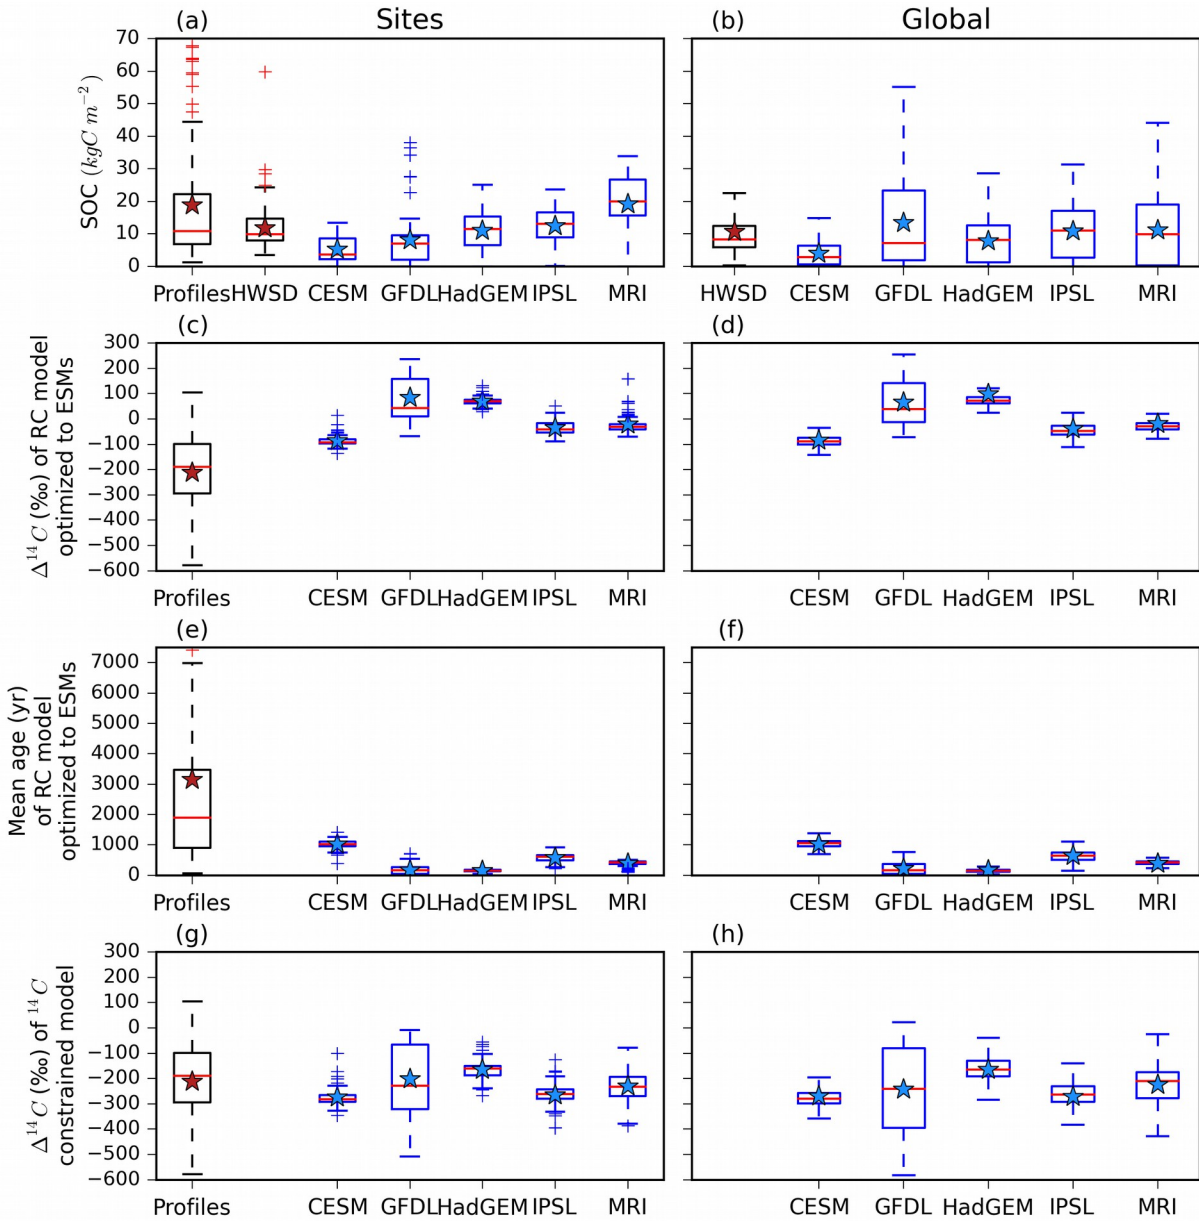 Sites
Global
(a)
(b)
SOC (kgC m⁻²)
70
60
50
40
30
20
10
0
Profiles HWSD CESM GFDL HadGEM IPSL MRI
HWSD CESM GFDL HadGEM IPSL MRI
(c)
(d)
Δ¹⁴C (‰) of RC model
optimized to ESMs
300
200
100
0
−100
−200
−300
−400
−500
−600
Profiles CESM GFDL HadGEM IPSL MRI
CESM GFDL HadGEM IPSL MRI
(e)
(f)
Mean age (yr)
of RC model
optimized to ESMs
7000
6000
5000
4000
3000
2000
1000
0
Profiles CESM GFDL HadGEM IPSL MRI
CESM GFDL HadGEM IPSL MRI
(g)
(h)
Δ¹⁴C (‰) of ¹⁴C
constrained model
300
200
100
0
−100
−200
−300
−400
−500
−600
Profiles CESM GFDL HadGEM IPSL MRI
CESM GFDL HadGEM IPSL MRI